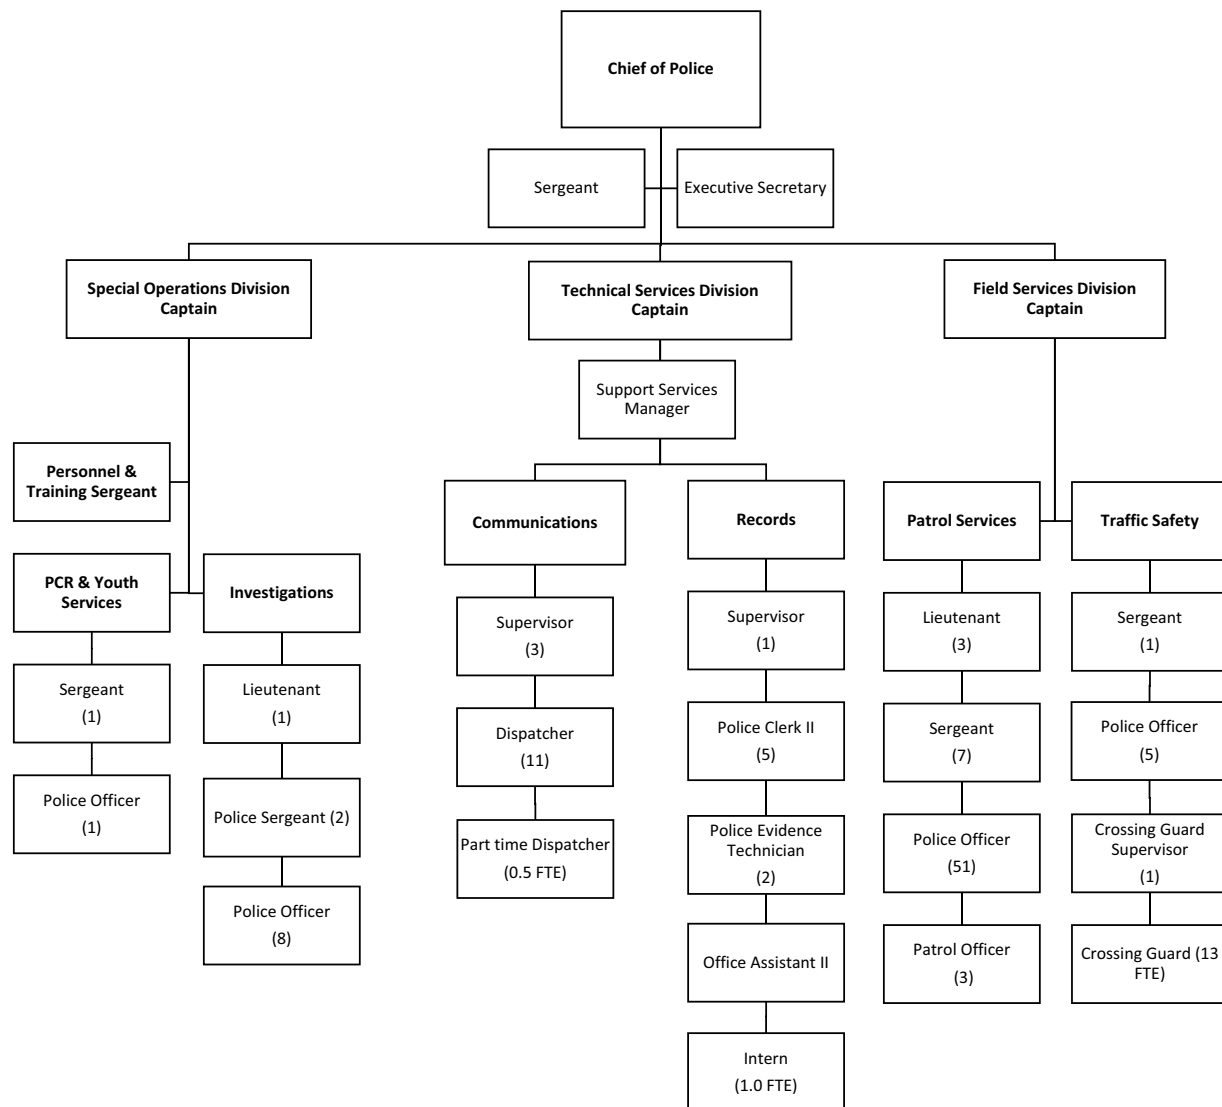 Chief of Police
Sergeant
Executive Secretary
Special Operations Division
Captain
Technical Services Division
Captain
Field Services Division
Captain
Support Services
Manager
Personnel &
Training Sergeant
PCR & Youth
Services
Sergeant
(1)
Police Officer
(1)
Investigations
Lieutenant
(1)
Police Sergeant (2)
Police Officer
(8)
Communications
Supervisor
(3)
Dispatcher
(11)
Part time Dispatcher
(0.5 FTE)
Records
Supervisor
(1)
Police Clerk II
(5)
Police Evidence
Technician
(2)
Office Assistant II
Intern
(1.0 FTE)
Patrol Services
Lieutenant
(3)
Sergeant
(7)
Police Officer
(51)
Patrol Officer
(3)
Traffic Safety
Sergeant
(1)
Police Officer
(5)
Crossing Guard
Supervisor
(1)
Crossing Guard (13
FTE)